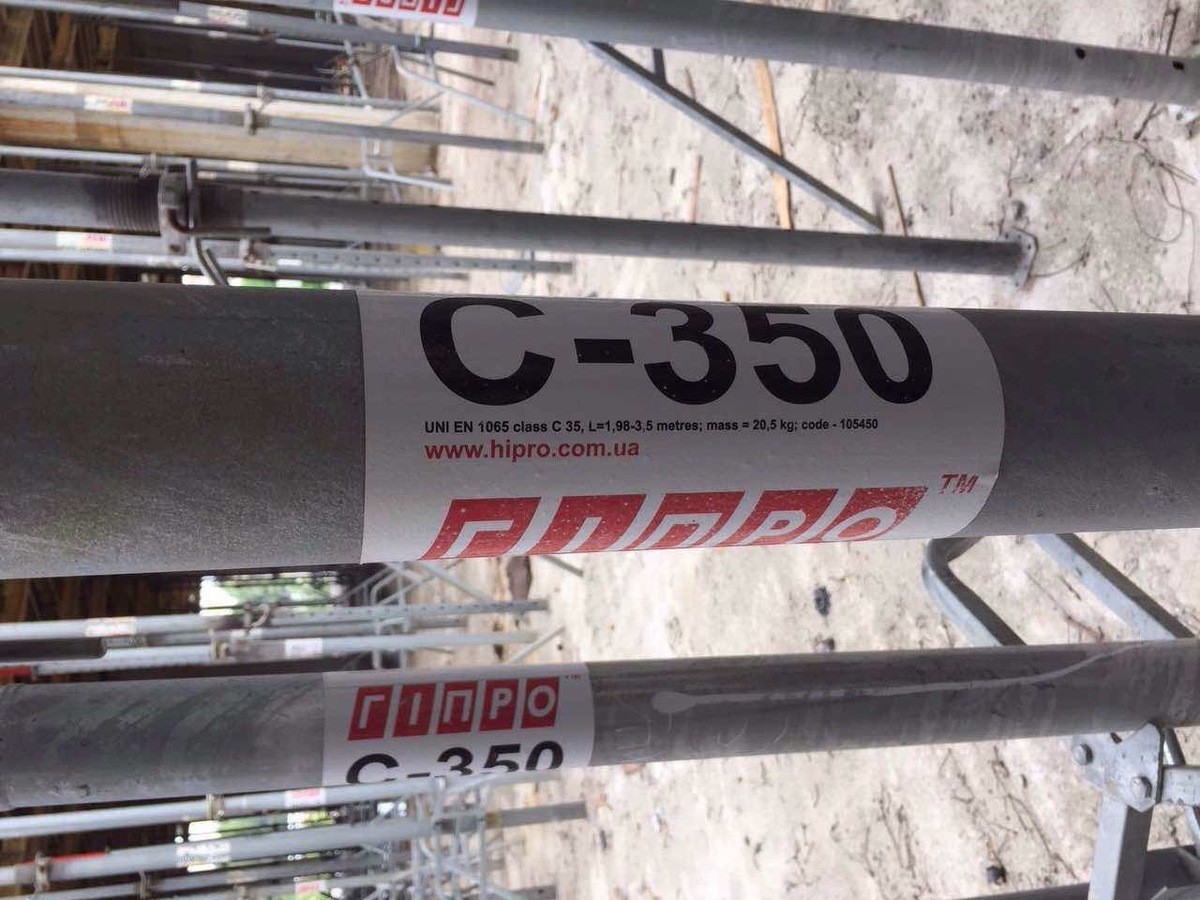 C-350
UNI EN 1065 class C 35, L=1,98-3,5 metres; mass = 20,5 kg; code - 105450
www.hipro.com.ua
ГІПРО TM
ГІПРО TM
C-350